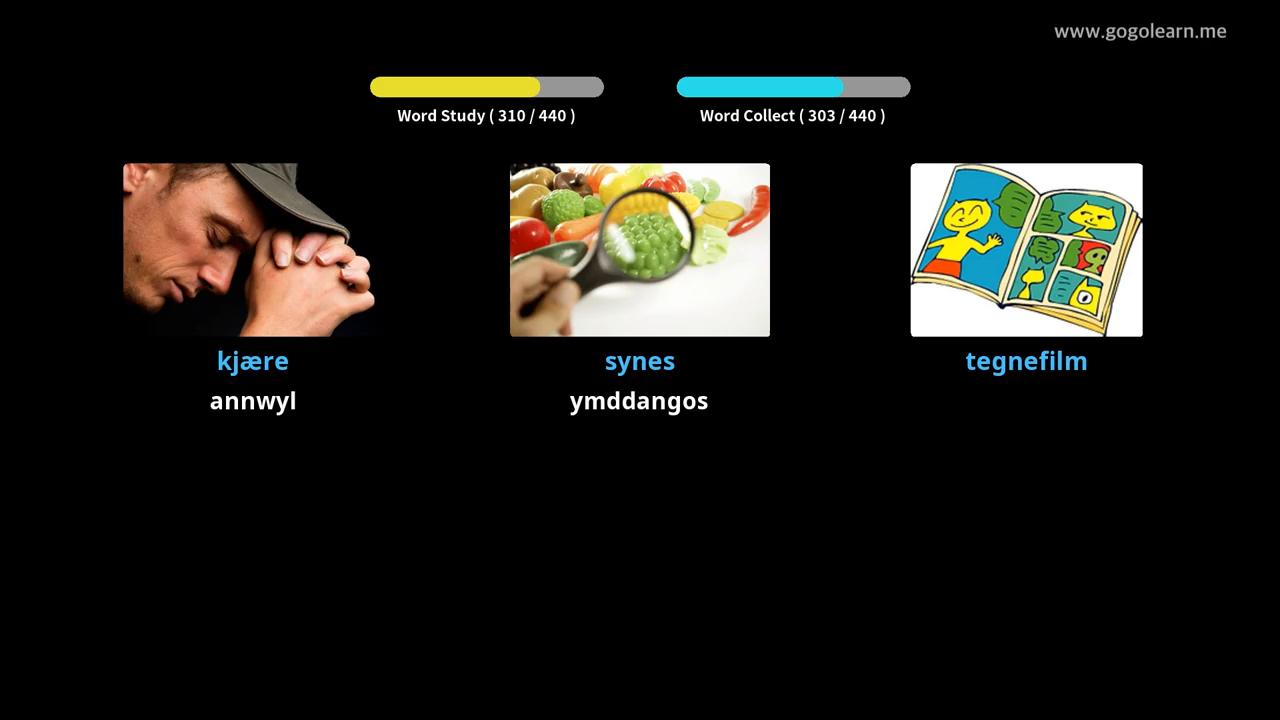 www.gogolearn.me
Word Study ( 310 / 440 )
Word Collect ( 303 / 440 )
kjære
synes
tegnefilm
annwyl
ymddangos